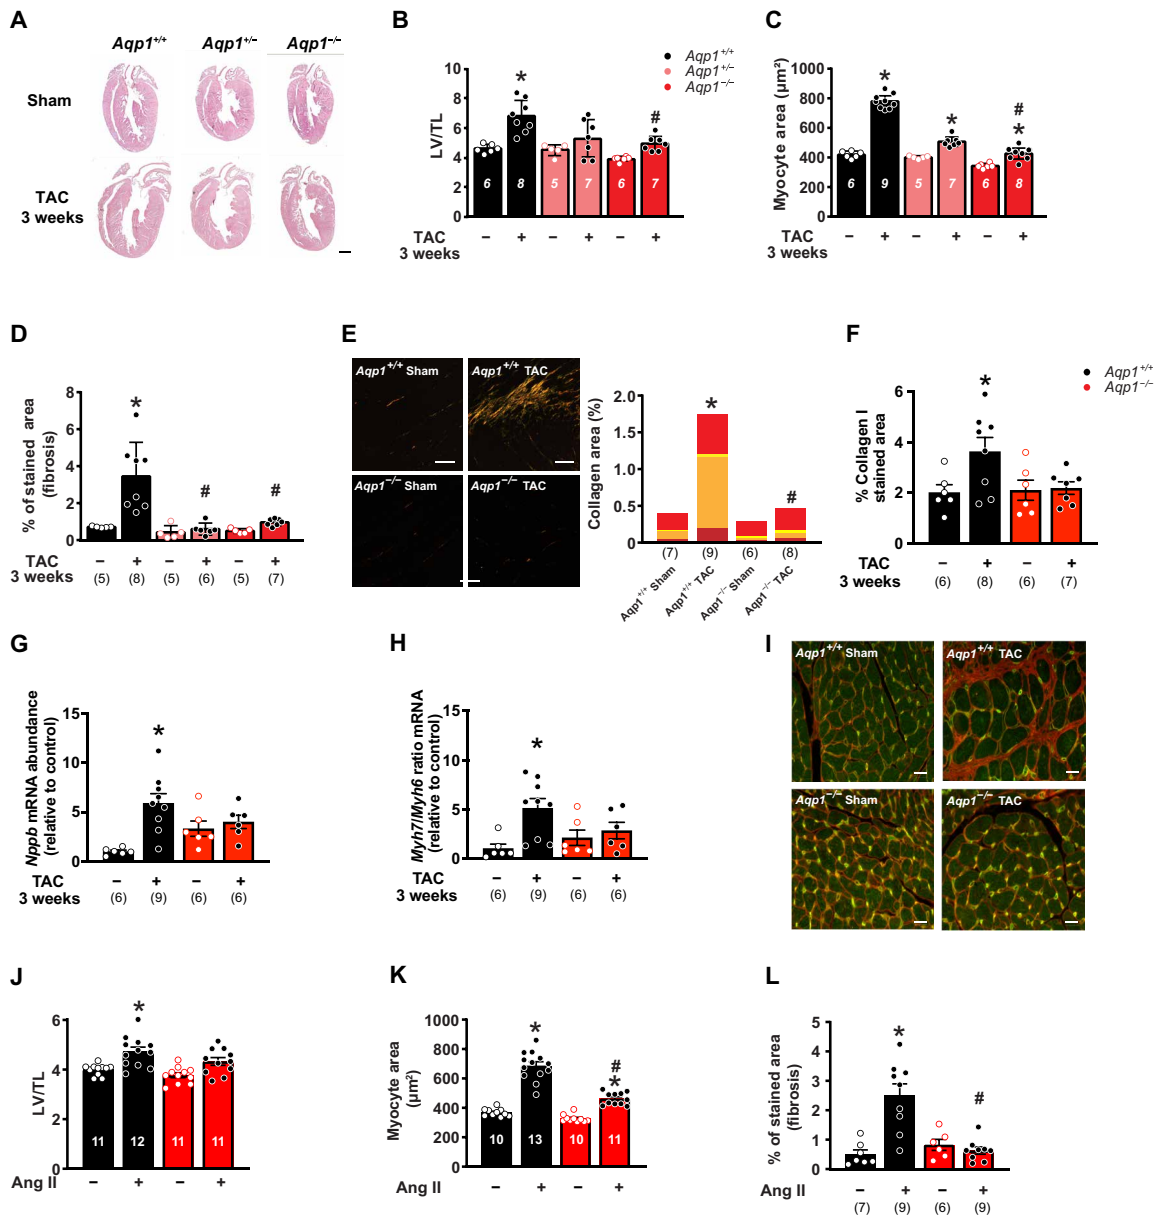 A
Aqp1+/+ Aqp1+/− Aqp1−/−
Sham
TAC
3 weeks
B
Aqp1+/+
Aqp1+/−
Aqp1−/−
LV/TL
10
8
6
4
2
0
* #
6 8 5 7 6 7
TAC − + − + − +
3 weeks
C
Myocyte area (μm²)
1000
800
600
400
200
0
* * # *
6 9 5 7 6 8
TAC − + − + − +
3 weeks
D
% of stained area
(fibrosis)
8
6
4
2
0
* # #
TAC − + − + − +
3 weeks (5) (8) (5) (6) (5) (7)
E
Aqp1+/+ Sham
Aqp1+/+ TAC
Aqp1−/− Sham
Aqp1−/− TAC
Collagen area (%)
2.0
1.5
1.0
0.5
0
* #
(7) (9) (6) (8)
Aqp1+/+ Sham
Aqp1+/+ TAC
Aqp1−/− Sham
Aqp1−/− TAC
F
Aqp1+/+
Aqp1−/−
% Collagen I
stained area
6
4
2
0
*
TAC − + − +
3 weeks (6) (8) (6) (7)
G
Nppb mRNA abundance
(relative to control)
15
10
5
0
*
TAC − + − +
3 weeks (6) (9) (6) (6)
H
Myh7/Myh6 ratio mRNA
(relative to control)
15
10
5
0
*
TAC − + − +
3 weeks (6) (9) (6) (6)
I
Aqp1+/+ Sham
Aqp1+/+ TAC
Aqp1−/− Sham
Aqp1−/− TAC
J
LV/TL
6
4
2
0
*
11 12 11 11
Ang II − + − +
K
Myocyte area
(μm²)
1000
800
600
400
200
0
* # *
10 13 10 11
Ang II − + − +
L
% of stained area
(fibrosis)
5
4
3
2
1
0
* #
Ang II − + − +
(7) (9) (6) (9)